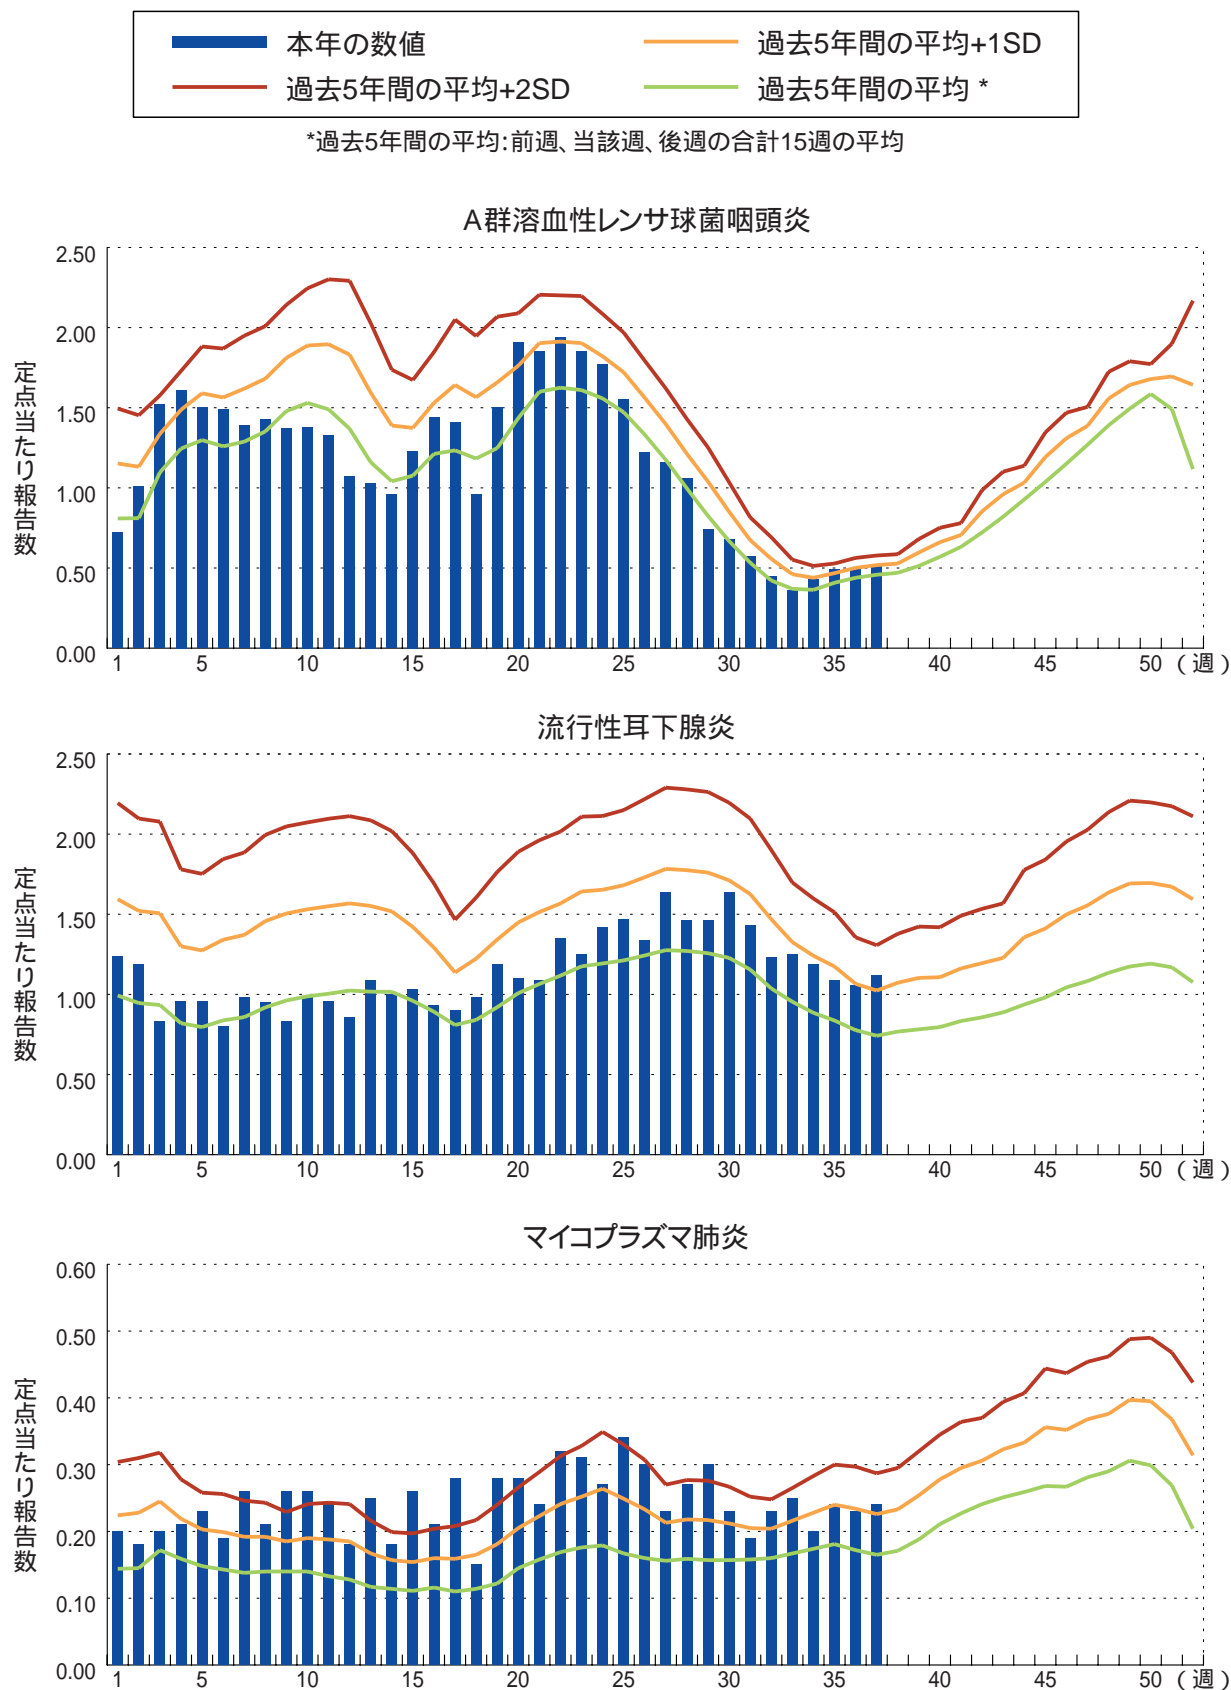 本年の数値
過去5年間の平均+1SD
過去5年間の平均+2SD
過去5年間の平均 *
*過去5年間の平均:前週、当該週、後週の合計15週の平均
A群溶血性レンサ球菌咽頭炎
定点当たり報告数
2.50
2.00
1.50
1.00
0.50
0.00
1 5 10 15 20 25 30 35 40 45 50 (週)
流行性耳下腺炎
定点当たり報告数
2.50
2.00
1.50
1.00
0.50
0.00
1 5 10 15 20 25 30 35 40 45 50 (週)
マイコプラズマ肺炎
定点当たり報告数
0.60
0.50
0.40
0.30
0.20
0.10
0.00
1 5 10 15 20 25 30 35 40 45 50 (週)